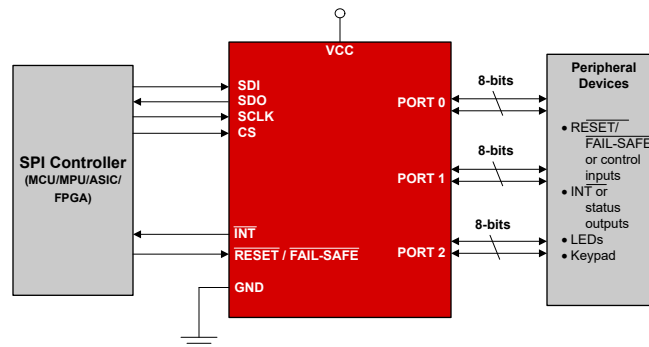 VCC
SPI Controller
(MCU/MPU/ASIC/
FPGA)
SDI
SDO
SCLK
CS
INT
RESET / FAIL-SAFE
GND
PORT 0
PORT 1
PORT 2
8-bits
8-bits
8-bits
Peripheral
Devices
• RESET/
FAIL-SAFE
or control
inputs
• INT or
status
outputs
• LEDs
• Keypad